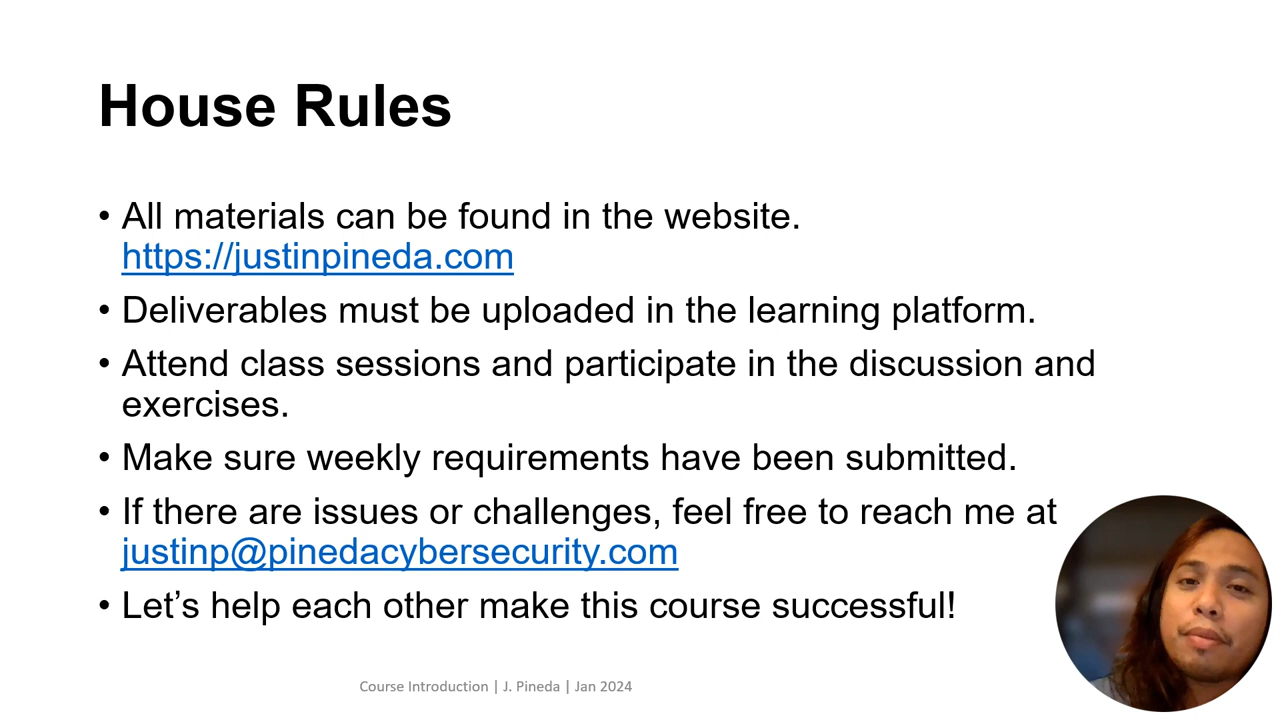 House Rules
• All materials can be found in the website.
https://justinpineda.com
• Deliverables must be uploaded in the learning platform.
• Attend class sessions and participate in the discussion and
exercises.
• Make sure weekly requirements have been submitted.
• If there are issues or challenges, feel free to reach me at
justinp@pinedacybersecurity.com
• Let’s help each other make this course successful!
Course Introduction | J. Pineda | Jan 2024